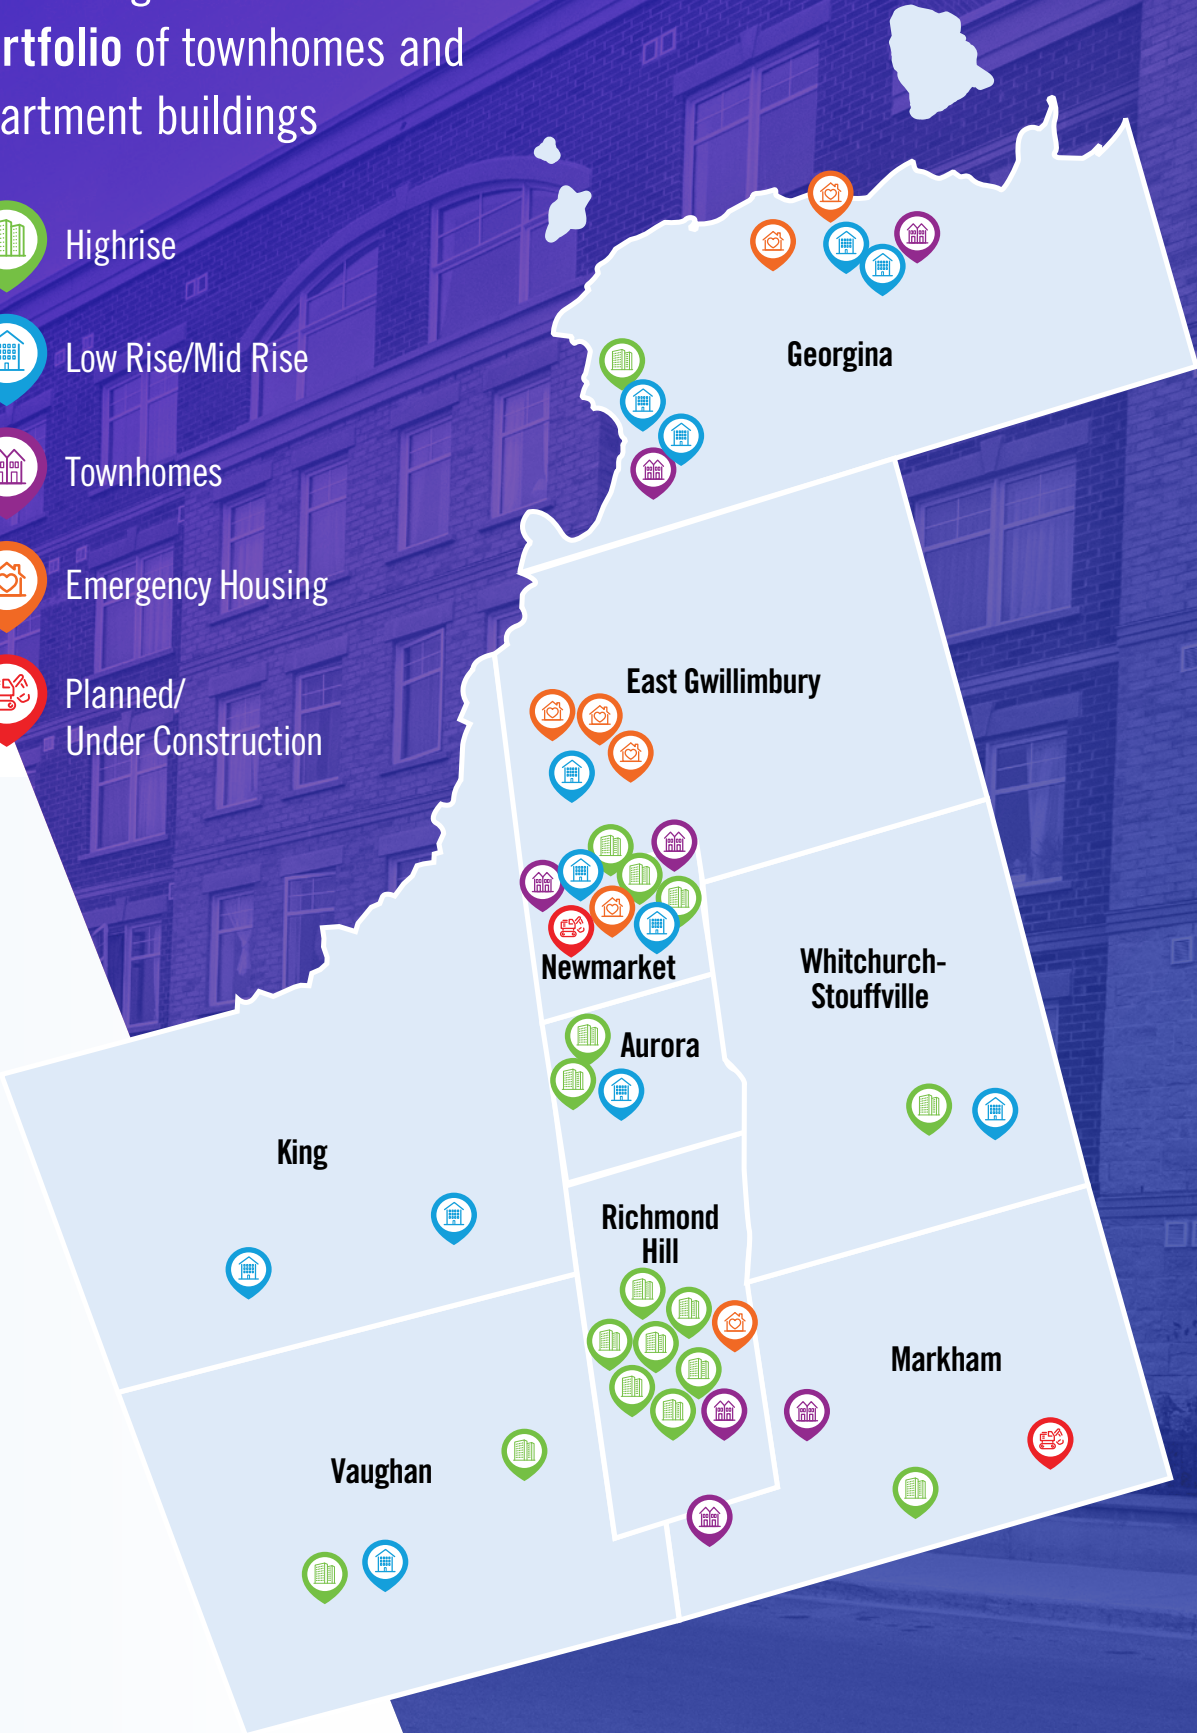 rtfolio of townhomes and
artment buildings
Highrise
Low Rise/Mid Rise
Townhomes
Emergency Housing
Planned/
Under Construction
Georgina
East Gwillimbury
Newmarket
Whitchurch-
Stouffville
Aurora
King
Richmond
Hill
Markham
Vaughan